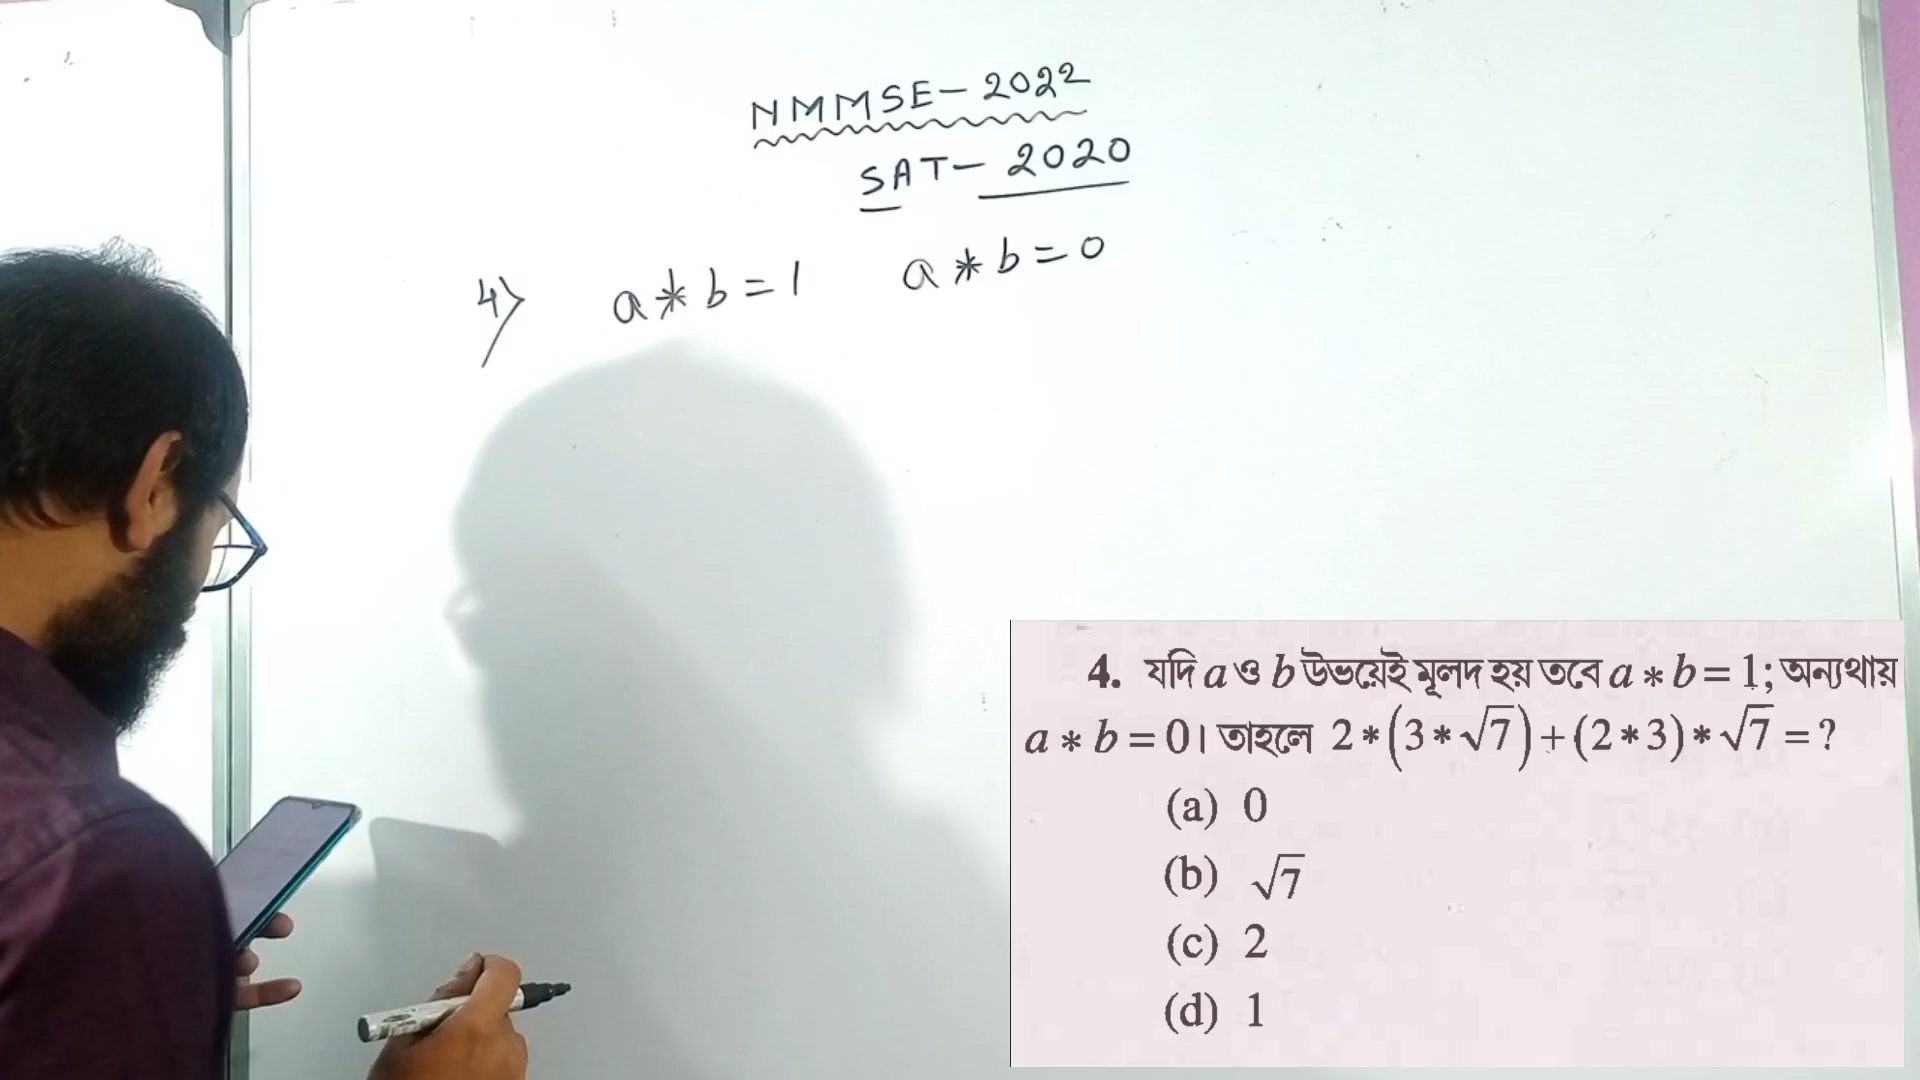 NMMSE-2022
SAT- 2020
4) a * b = 1 a * b = 0
4. যদি a ও b উভয়েই মূলদ হয় তবে a * b = 1; অন্যথায়
a * b = 0। তাহলে 2 * (3 * √7) + (2 * 3) * √7 = ?
(a) 0
(b) √7
(c) 2
(d) 1